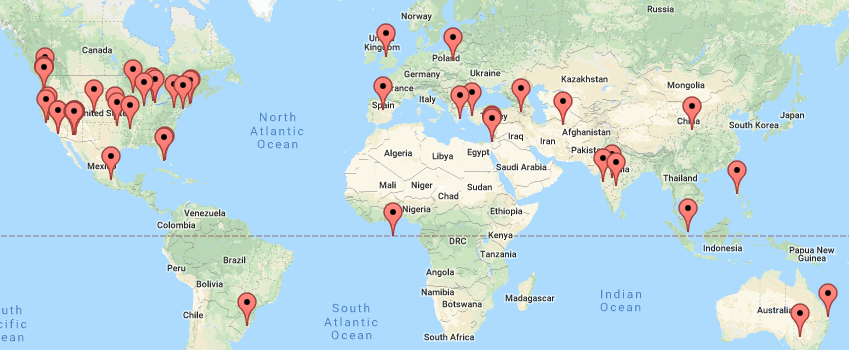 Norway
Russia
Canada
United
Kingdom
Poland
Germany
Ukraine
Kazakhstan
Mongolia
France
Italy
Spain
Turkey
China
Japan
South Korea
United States
North
Atlantic
Ocean
Afghanistan
Iraq
Iran
Algeria
Libya
Egypt
Pakistan
Saudi Arabia
Mexico
Mali
Niger
Chad
Sudan
Thailand
Venezuela
Nigeria
Ethiopia
Colombia
Kenya
DRC
Indonesia
Papua New
Guinea
Tanzania
Brazil
Peru
Angola
Bolivia
Namibia
Botswana
Madagascar
Indian
Ocean
Chile
South
Atlantic
Ocean
Australia
South Africa